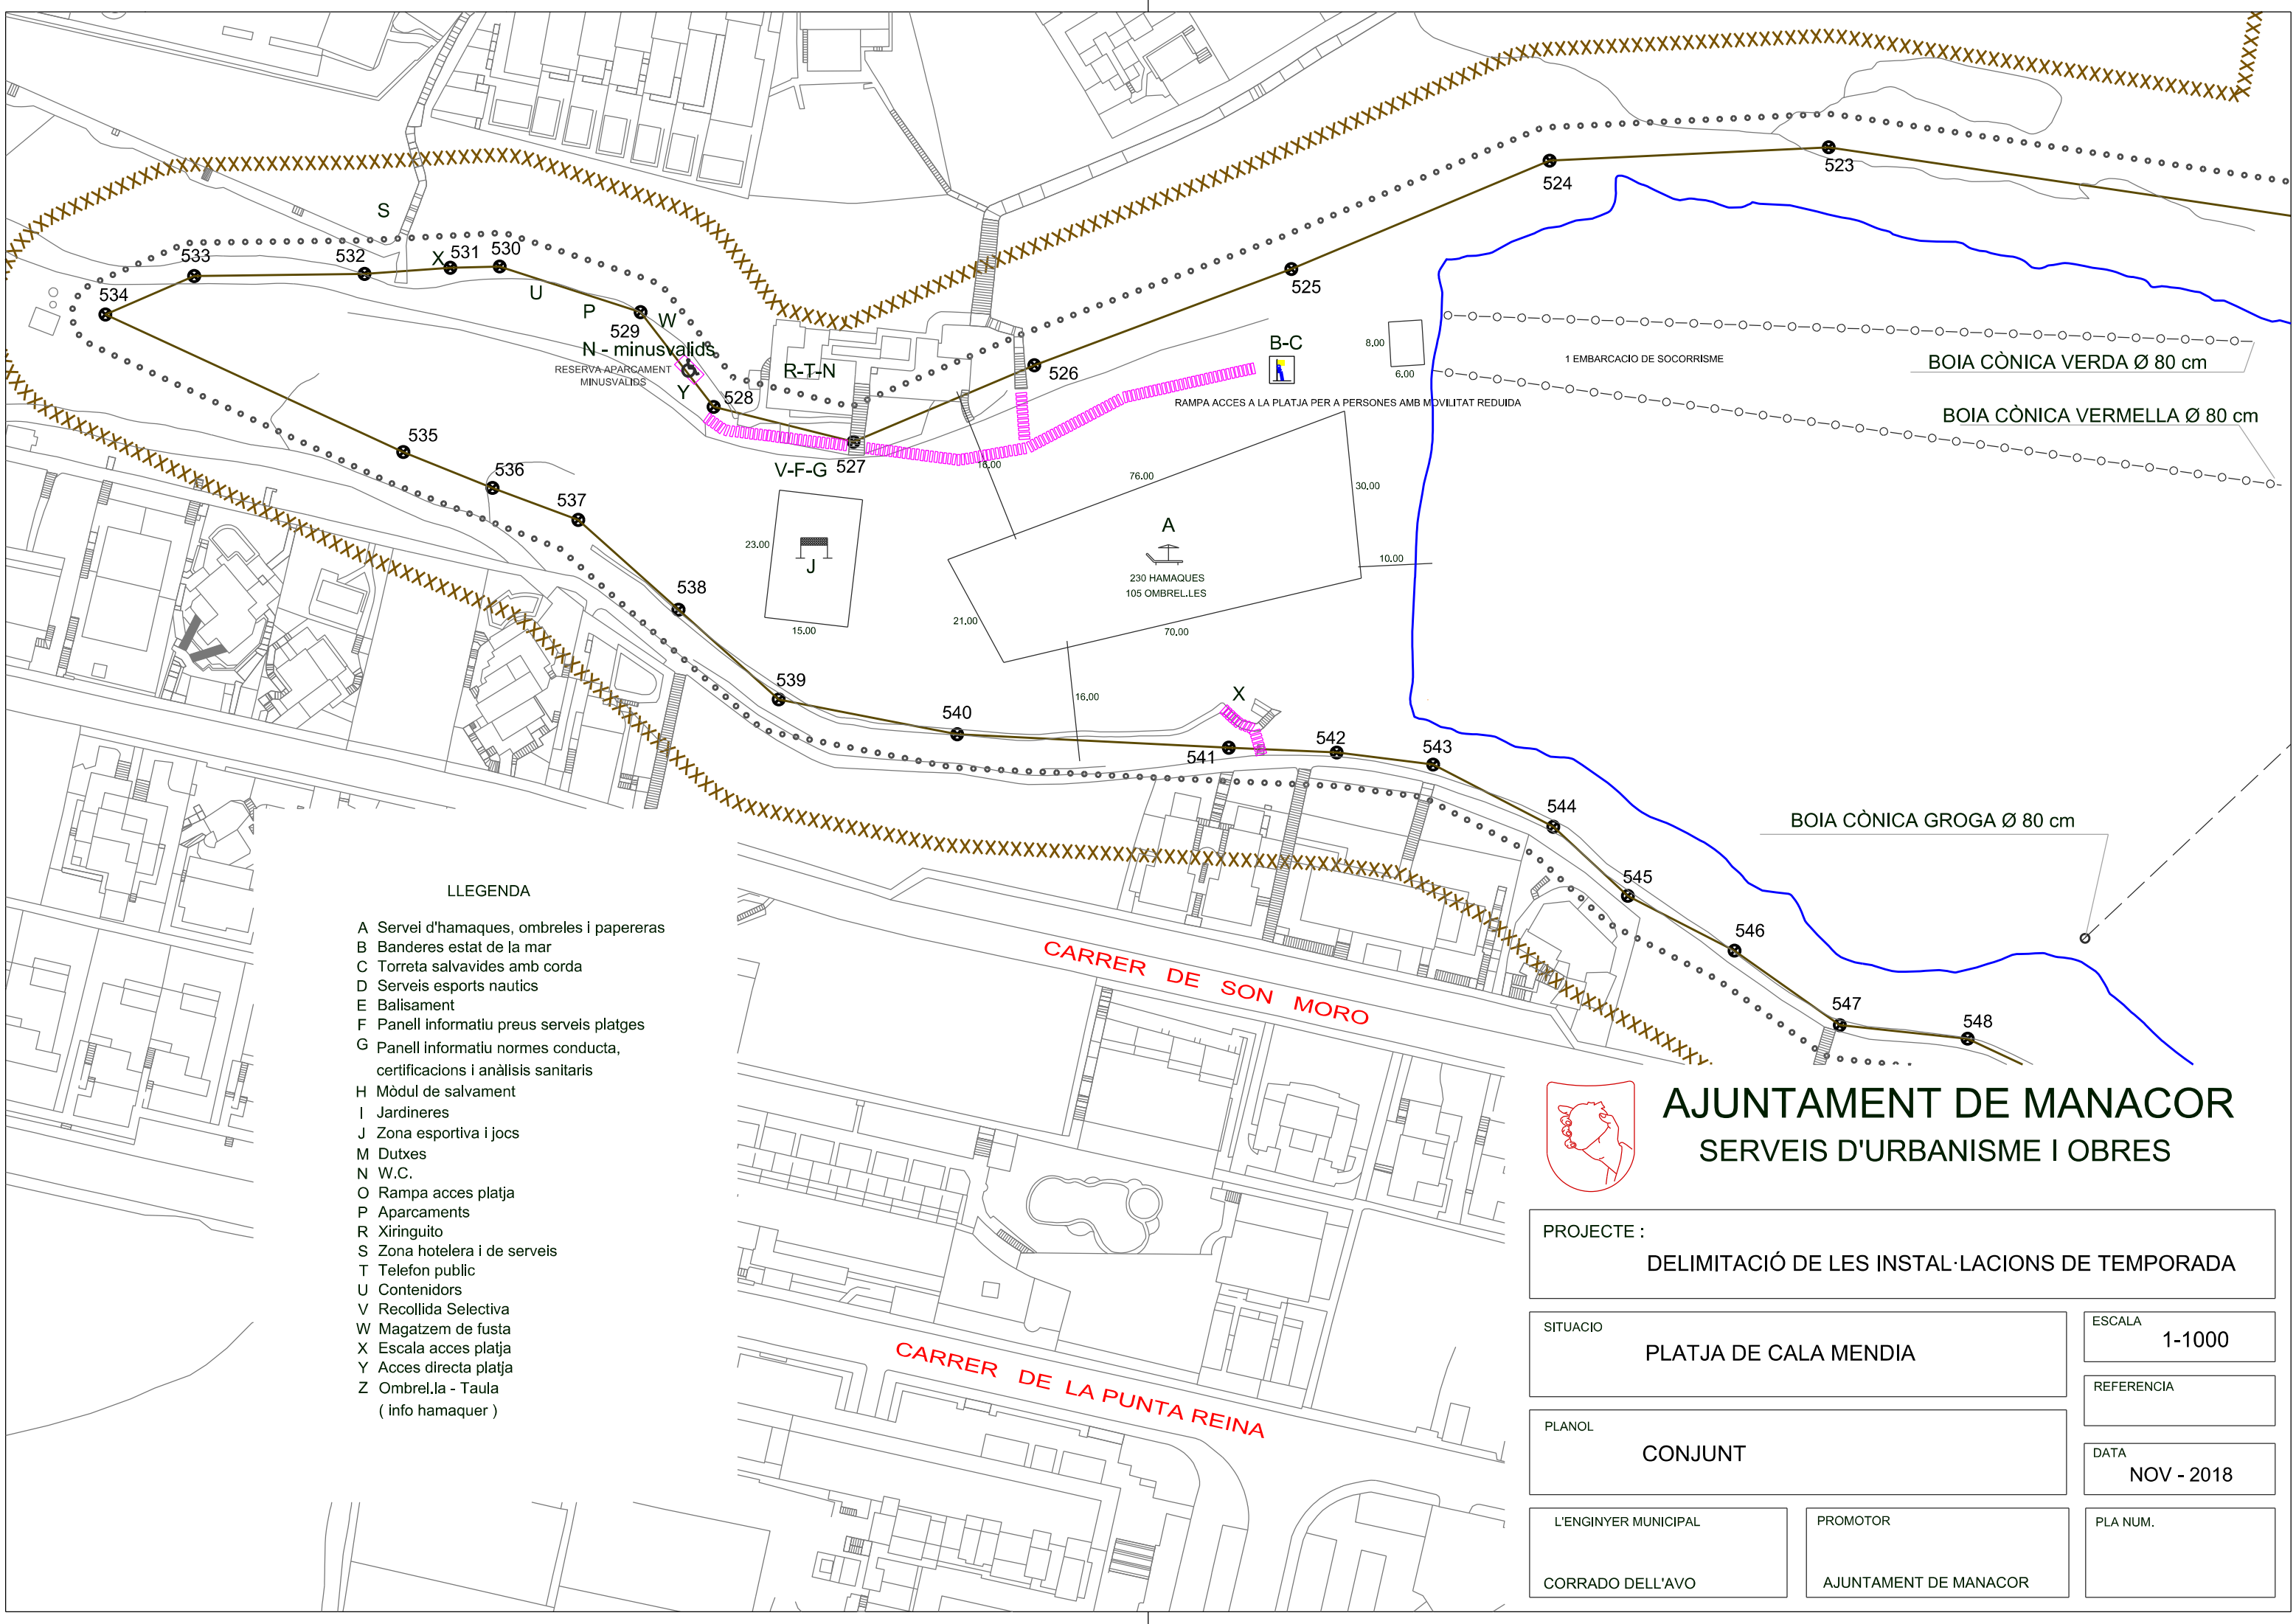 523
524
S
533
532
X
531
530
525
534
U
P
529
W
N - minusvalids
RESERVA APARCAMENT
MINUSVALIDS
Y
R-T-N
526
B-C
8.00
6.00
1 EMBARCACIO DE SOCORRISME
BOIA CÒNICA VERDA Ø 80 cm
528
RAMPA ACCES A LA PLATJA PER A PERSONES AMB MOVILITAT REDUIDA
BOIA CÒNICA VERMELLA Ø 80 cm
535
536
V-F-G
527
16.00
76.00
30.00
537
A
23.00
J
230 HAMAQUES
105 OMBREL.LES
10.00
538
15.00
21.00
70.00
539
16.00
X
540
541
542
543
544
BOIA CÒNICA GROGA Ø 80 cm
545
546
547
548
LLEGENDA
A Servei d'hamaques, ombreles i papereras
B Banderes estat de la mar
C Torreta salvavides amb corda
D Serveis esports nautics
E Balisament
F Panell informatiu preus serveis platges
G Panell informatiu normes conducta,
certificacions i anàlisis sanitaris
H Mòdul de salvament
I Jardineres
J Zona esportiva i jocs
M Dutxes
N W.C.
O Rampa acces platja
P Aparcaments
R Xiringuito
S Zona hotelera i de serveis
T Telefon public
U Contenidors
V Recollida Selectiva
W Magatzem de fusta
X Escala acces platja
Y Acces directa platja
Z Ombrel.la - Taula
( info hamaquer )
CARRER DE SON MORO
CARRER DE LA PUNTA REINA
AJUNTAMENT DE MANACOR
SERVEIS D'URBANISME I OBRES
PROJECTE :
DELIMITACIÓ DE LES INSTAL·LACIONS DE TEMPORADA
SITUACIO
PLATJA DE CALA MENDIA
ESCALA
1-1000
REFERENCIA
PLANOL
CONJUNT
DATA
NOV - 2018
L'ENGINYER MUNICIPAL
CORRADO DELL'AVO
PROMOTOR
AJUNTAMENT DE MANACOR
PLA NUM.